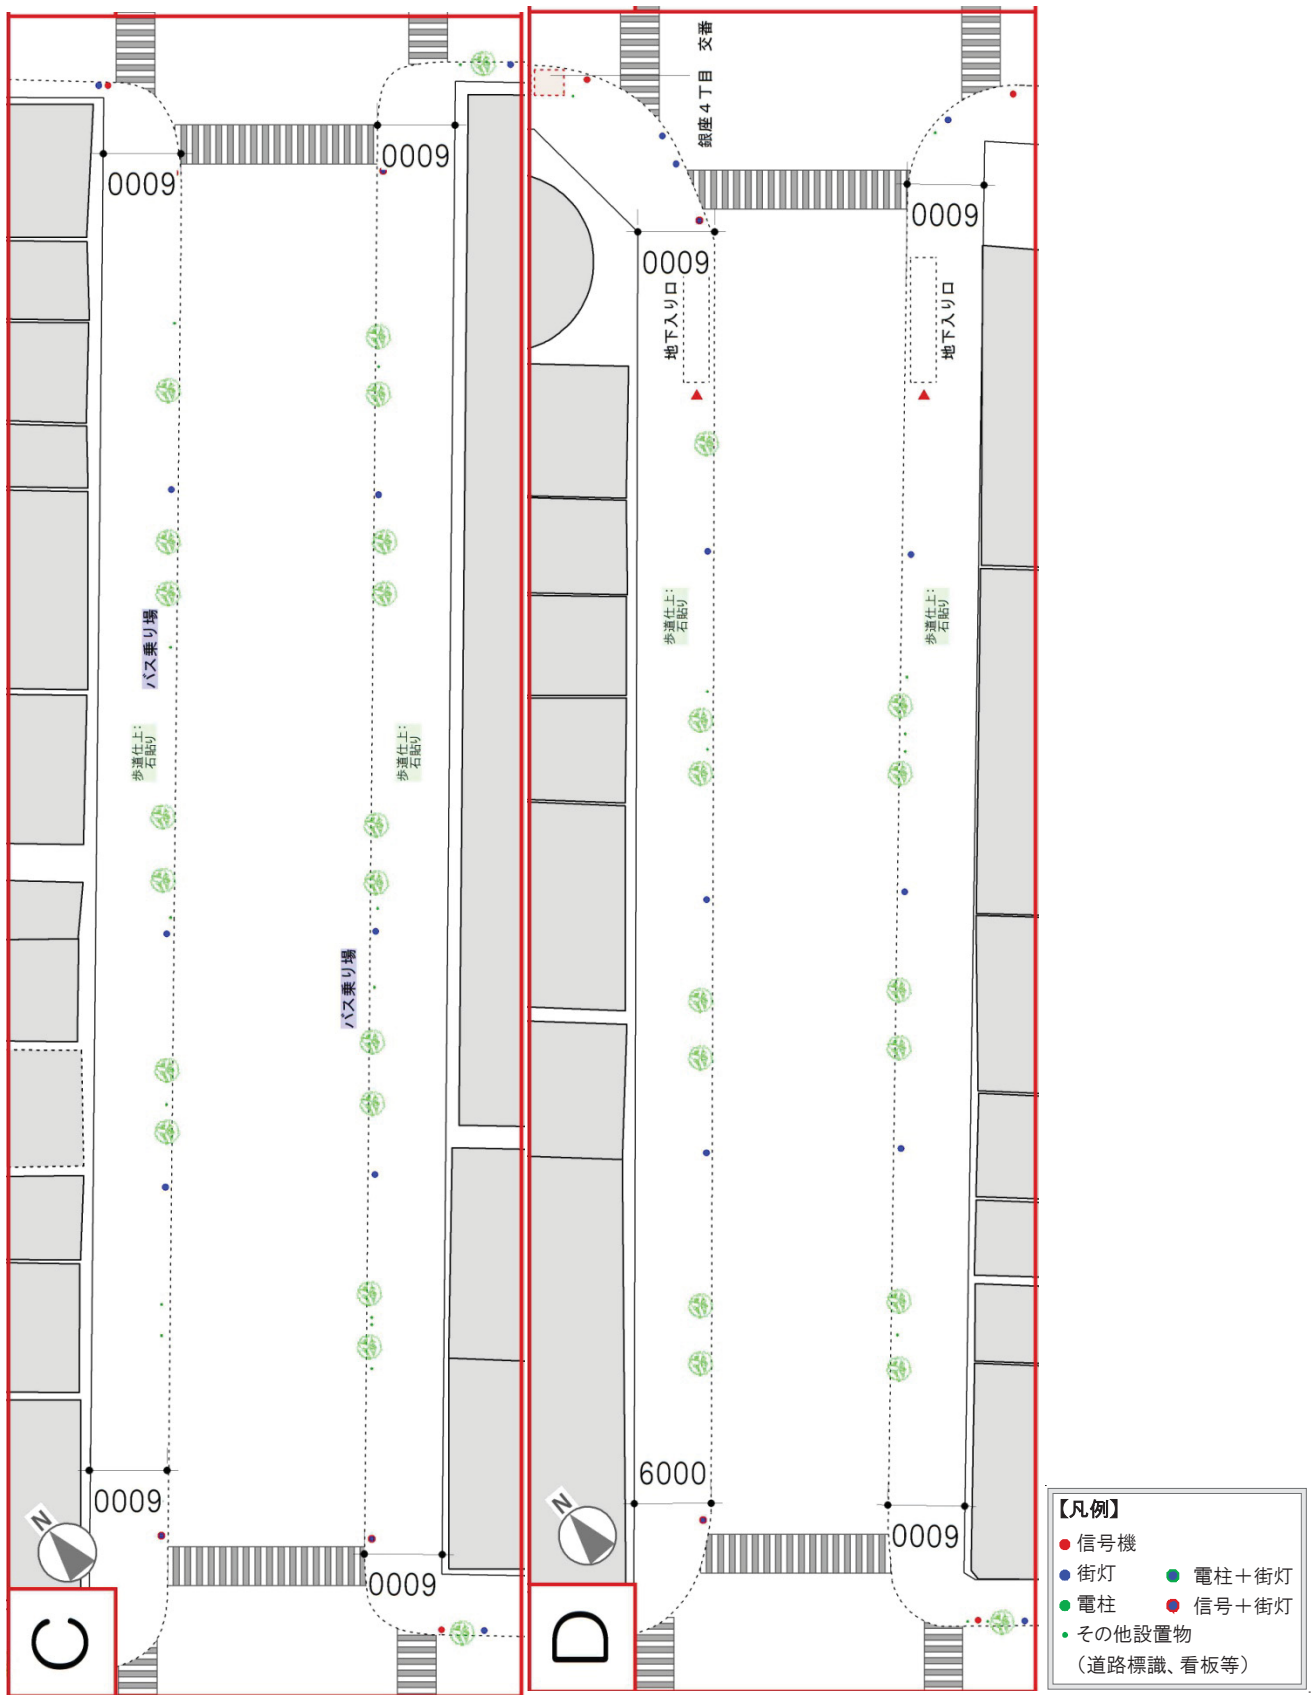 0009
0009
バス乗り場
歩道仕上：
石貼り
歩道仕上：
石貼り
バス乗り場
0009
0009
N
C
銀座4丁目 交番
0009
0009
地下入り口
地下入り口
歩道仕上：
石貼り
歩道仕上：
石貼り
6000
0009
N
D
【凡例】
信号機
街灯
電柱＋街灯
電柱
信号＋街灯
その他設置物
（道路標識、看板等）